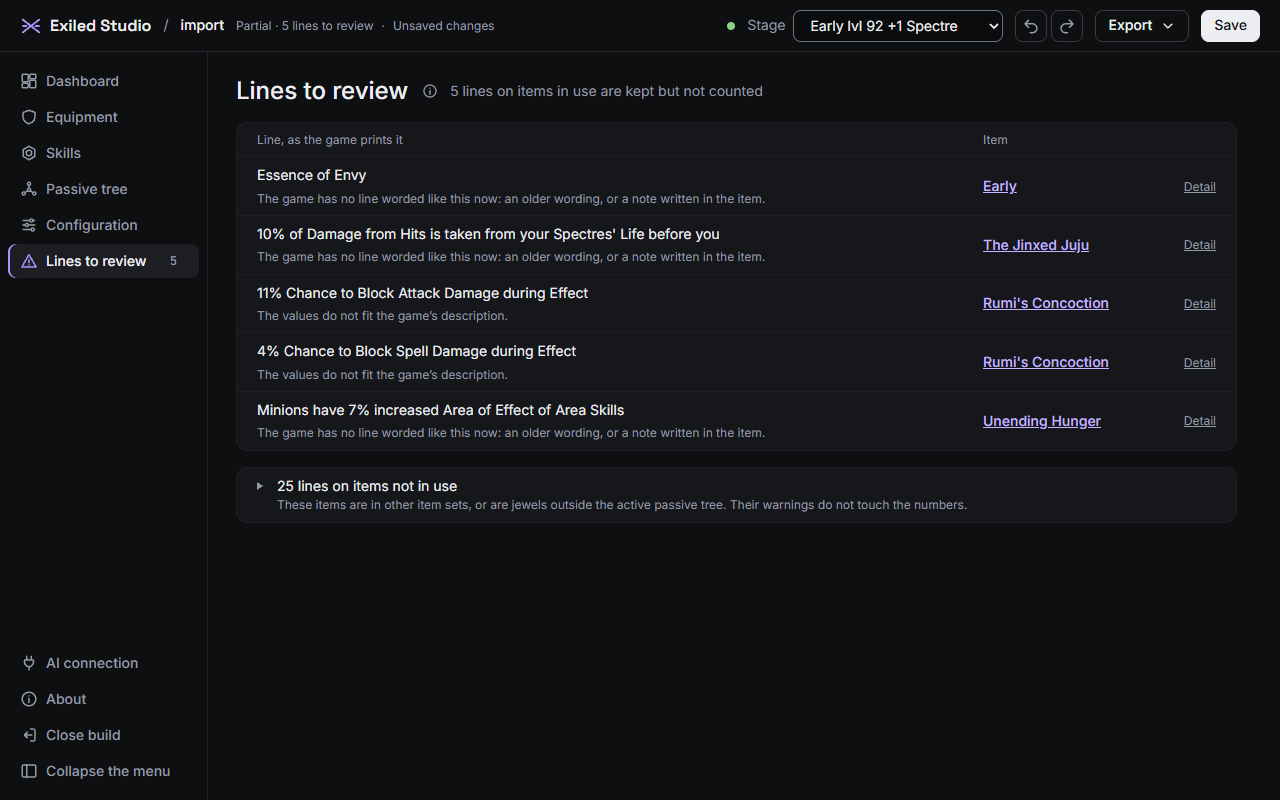 Exiled Studio / import Partial · 5 lines to review · Unsaved changes
Stage Early lvl 92 +1 Spectre Export Save
Dashboard
Equipment
Skills
Passive tree
Configuration
Lines to review 5
AI connection
About
Close build
Collapse the menu
Lines to review 5 lines on items in use are kept but not counted
Line, as the game prints it Item
Essence of Envy
The game has no line worded like this now: an older wording, or a note written in the item.
Early Detail
10% of Damage from Hits is taken from your Spectres' Life before you
The game has no line worded like this now: an older wording, or a note written in the item.
The Jinxed Juju Detail
11% Chance to Block Attack Damage during Effect
The values do not fit the game’s description.
Rumi's Concoction Detail
4% Chance to Block Spell Damage during Effect
The values do not fit the game’s description.
Rumi's Concoction Detail
Minions have 7% increased Area of Effect of Area Skills
The game has no line worded like this now: an older wording, or a note written in the item.
Unending Hunger Detail
25 lines on items not in use
These items are in other item sets, or are jewels outside the active passive tree. Their warnings do not touch the numbers.